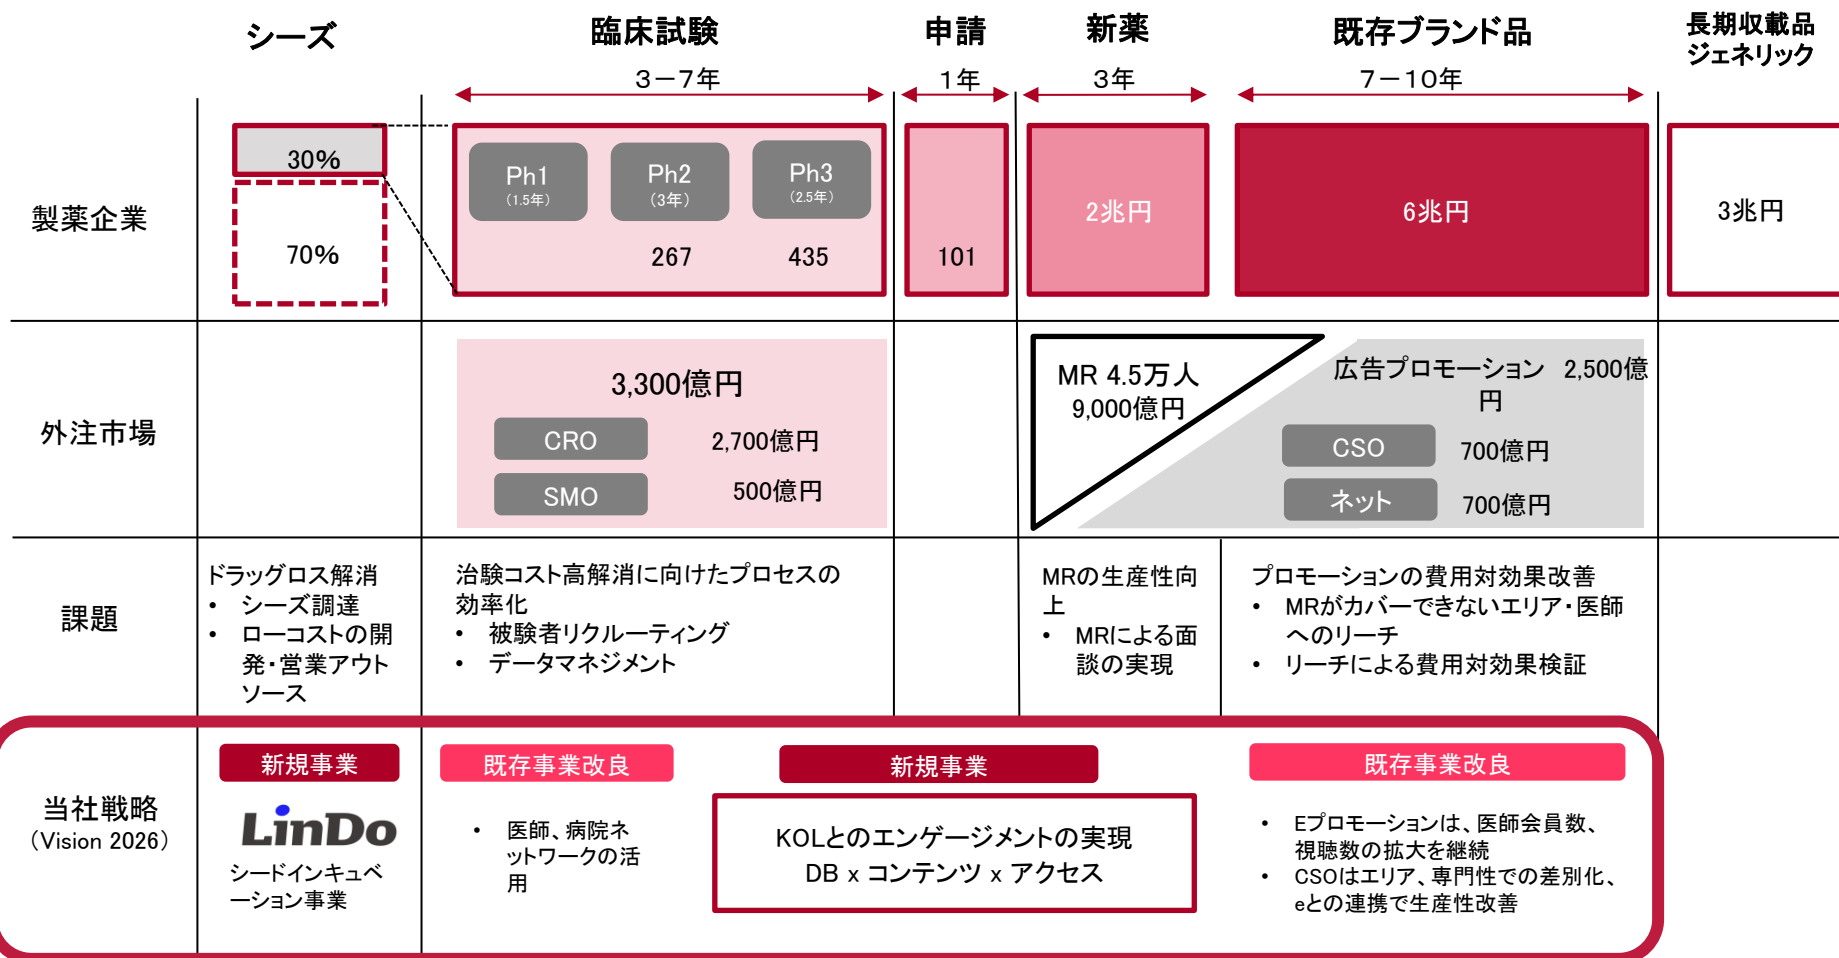 シーズ
臨床試験
申請
新薬
既存ブランド品
長期収載品
ジェネリック
3-7年
1年
3年
7-10年
製薬企業
30%
70%
Ph1
(1.5年)
Ph2
(3年)
Ph3
(2.5年)
267
435
101
2兆円
6兆円
3兆円
外注市場
3,300億円
CRO
2,700億円
SMO
500億円
MR 4.5万人
9,000億円
広告プロモーション 2,500億
円
CSO
700億円
ネット
700億円
課題
ドラッグロス解消
• シーズ調達
• ローコストの開
発・営業アウト
ソース
治験コスト高解消に向けたプロセスの
効率化
• 被験者リクルーティング
• データマネジメント
MRの生産性向
上
• MRによる面
談の実現
プロモーションの費用対効果改善
• MRがカバーできないエリア・医師
へのリーチ
• リーチによる費用対効果検証
当社戦略
(Vision 2026)
新規事業
LinDo
シードインキュベ
ーション事業
既存事業改良
• 医師、病院ネ
ットワークの活
用
新規事業
KOLとのエンゲージメントの実現
DB x コンテンツ x アクセス
既存事業改良
• Eプロモーションは、医師会員数、
視聴数の拡大を継続
• CSOはエリア、専門性での差別化、
eとの連携で生産性改善